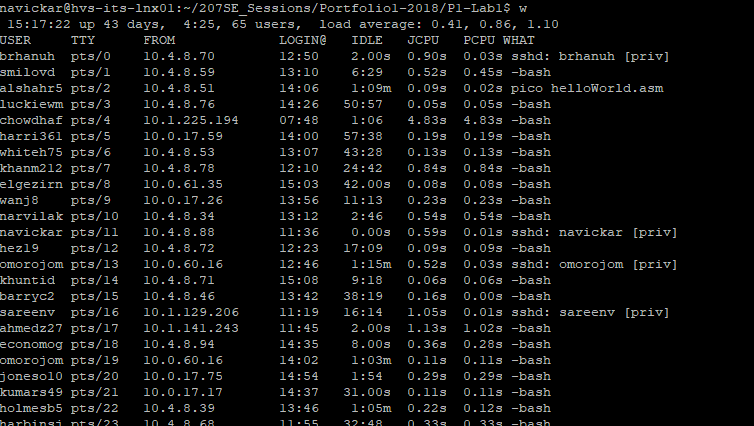 navickar@hvs-its-lnx01:~/207SE_Sessions/Portfolio1-2018/P1-Lab1$ w
15:17:22 up 43 days, 4:25, 65 users, load average: 0.41, 0.86, 1.10
USER TTY FROM LOGIN@ IDLE JCPU PCPU WHAT
brhanuh pts/0 10.4.8.70 12:50 2.00s 0.90s 0.03s sshd: brhanuh [priv]
smilovd pts/1 10.4.8.59 13:10 6:29 0.52s 0.45s -bash
alshahr5 pts/2 10.4.8.51 14:06 1:09m 0.09s 0.02s pico helloWorld.asm
luckiewm pts/3 10.4.8.76 14:26 50:57 0.05s 0.05s -bash
chowdhaf pts/4 10.1.225.194 07:48 1:06 4.83s 4.83s -bash
harri361 pts/5 10.0.17.59 14:00 57:38 0.19s 0.19s -bash
whiteh75 pts/6 10.4.8.53 13:07 43:28 0.13s 0.13s -bash
khanm212 pts/7 10.4.8.78 12:10 24:42 0.84s 0.84s -bash
elgezirn pts/8 10.0.61.35 15:03 42.00s 0.08s 0.08s -bash
wanj8 pts/9 10.0.17.26 13:56 11:13 0.23s 0.23s -bash
narvilak pts/10 10.4.8.34 13:12 2:46 0.54s 0.54s -bash
navickar pts/11 10.4.8.88 11:36 0.00s 0.59s 0.01s sshd: navickar [priv]
hez19 pts/12 10.4.8.72 12:23 17:09 0.09s 0.09s -bash
omorojom pts/13 10.0.60.16 12:46 1:15m 0.52s 0.03s sshd: omorojom [priv]
khuntid pts/14 10.4.8.71 15:08 9:18 0.06s 0.06s -bash
barryc2 pts/15 10.4.8.46 13:42 38:19 0.16s 0.00s -bash
sareenv pts/16 10.1.129.206 11:19 16:14 1.05s 0.01s sshd: sareenv [priv]
ahmedz27 pts/17 10.1.141.243 11:45 2.00s 1.13s 1.02s -bash
economog pts/18 10.4.8.94 14:35 8.00s 0.36s 0.28s -bash
omorojom pts/19 10.0.60.16 14:02 1:03m 0.11s 0.11s -bash
joneso10 pts/20 10.0.17.75 14:54 1:54 0.29s 0.29s -bash
kumars49 pts/21 10.0.17.17 14:37 31.00s 0.11s 0.11s -bash
holmesb5 pts/22 10.4.8.39 13:46 1:05m 0.22s 0.12s -bash
harbinsj pts/23 10.4.8.68 11:55 32:48 0.33s 0.33s -bash